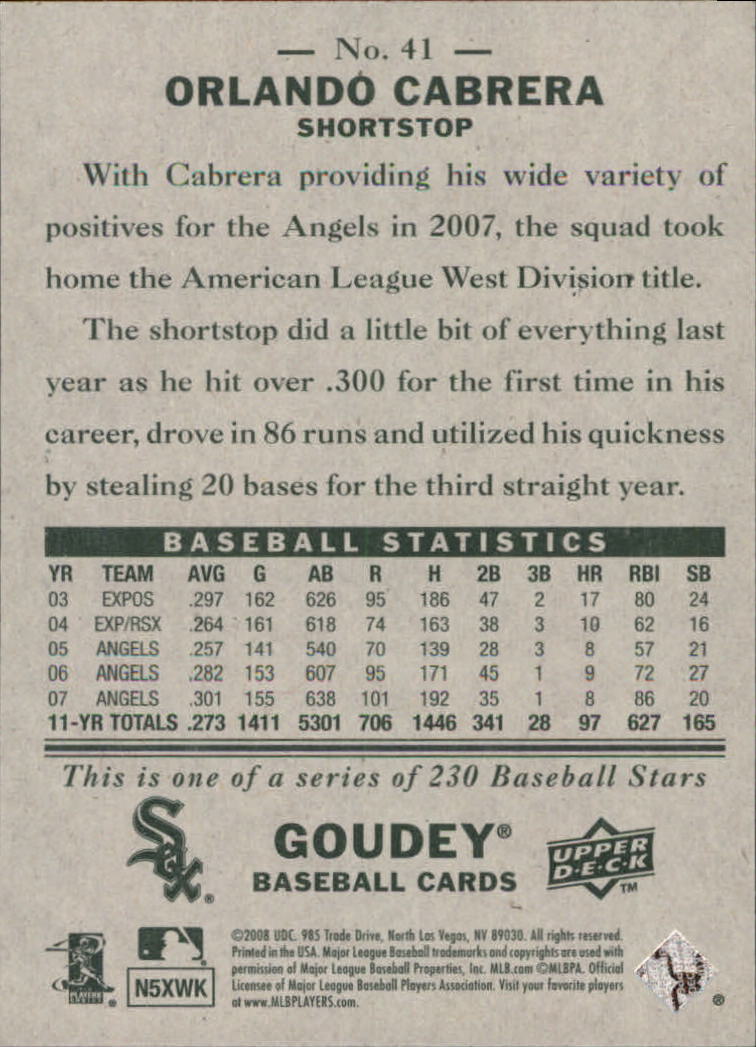 — No. 41 —
ORLANDO CABRERA
SHORTSTOP
With Cabrera providing his wide variety of
positives for the Angels in 2007, the squad took
home the American League West Division title.
The shortstop did a little bit of everything last
year as he hit over .300 for the first time in his
career, drove in 86 runs and utilized his quickness
by stealing 20 bases for the third straight year.
BASEBALL STATISTICS
YR TEAM AVG G AB R H 2B 3B HR RBI SB
03 EXPOS .297 162 626 95 186 47 2 17 80 24
04 EXP/RSX .264 161 618 74 163 38 3 10 62 16
05 ANGELS .257 141 540 70 139 28 3 8 57 21
06 ANGELS .282 153 607 95 171 45 1 9 72 27
07 ANGELS .301 155 638 101 192 35 1 8 86 20
11-YR TOTALS .273 1411 5301 706 1446 341 28 97 627 165
This is one of a series of 230 Baseball Stars
Sox®
GOUDEY®
BASEBALL CARDS
UPPER
D·E·C·K
TM
PLAYERS
®
N5XWK
©2008 UDC. 985 Trade Drive, North Las Vegas, NV 89030. All rights reserved.
Printed in the USA. Major League Baseball trademarks and copyrights are used with
permission of Major League Baseball Properties, Inc. MLB.com ©MLBPA. Official
Licensee of Major League Baseball Players Association. Visit your favorite players
at www.MLBPLAYERS.com.
®